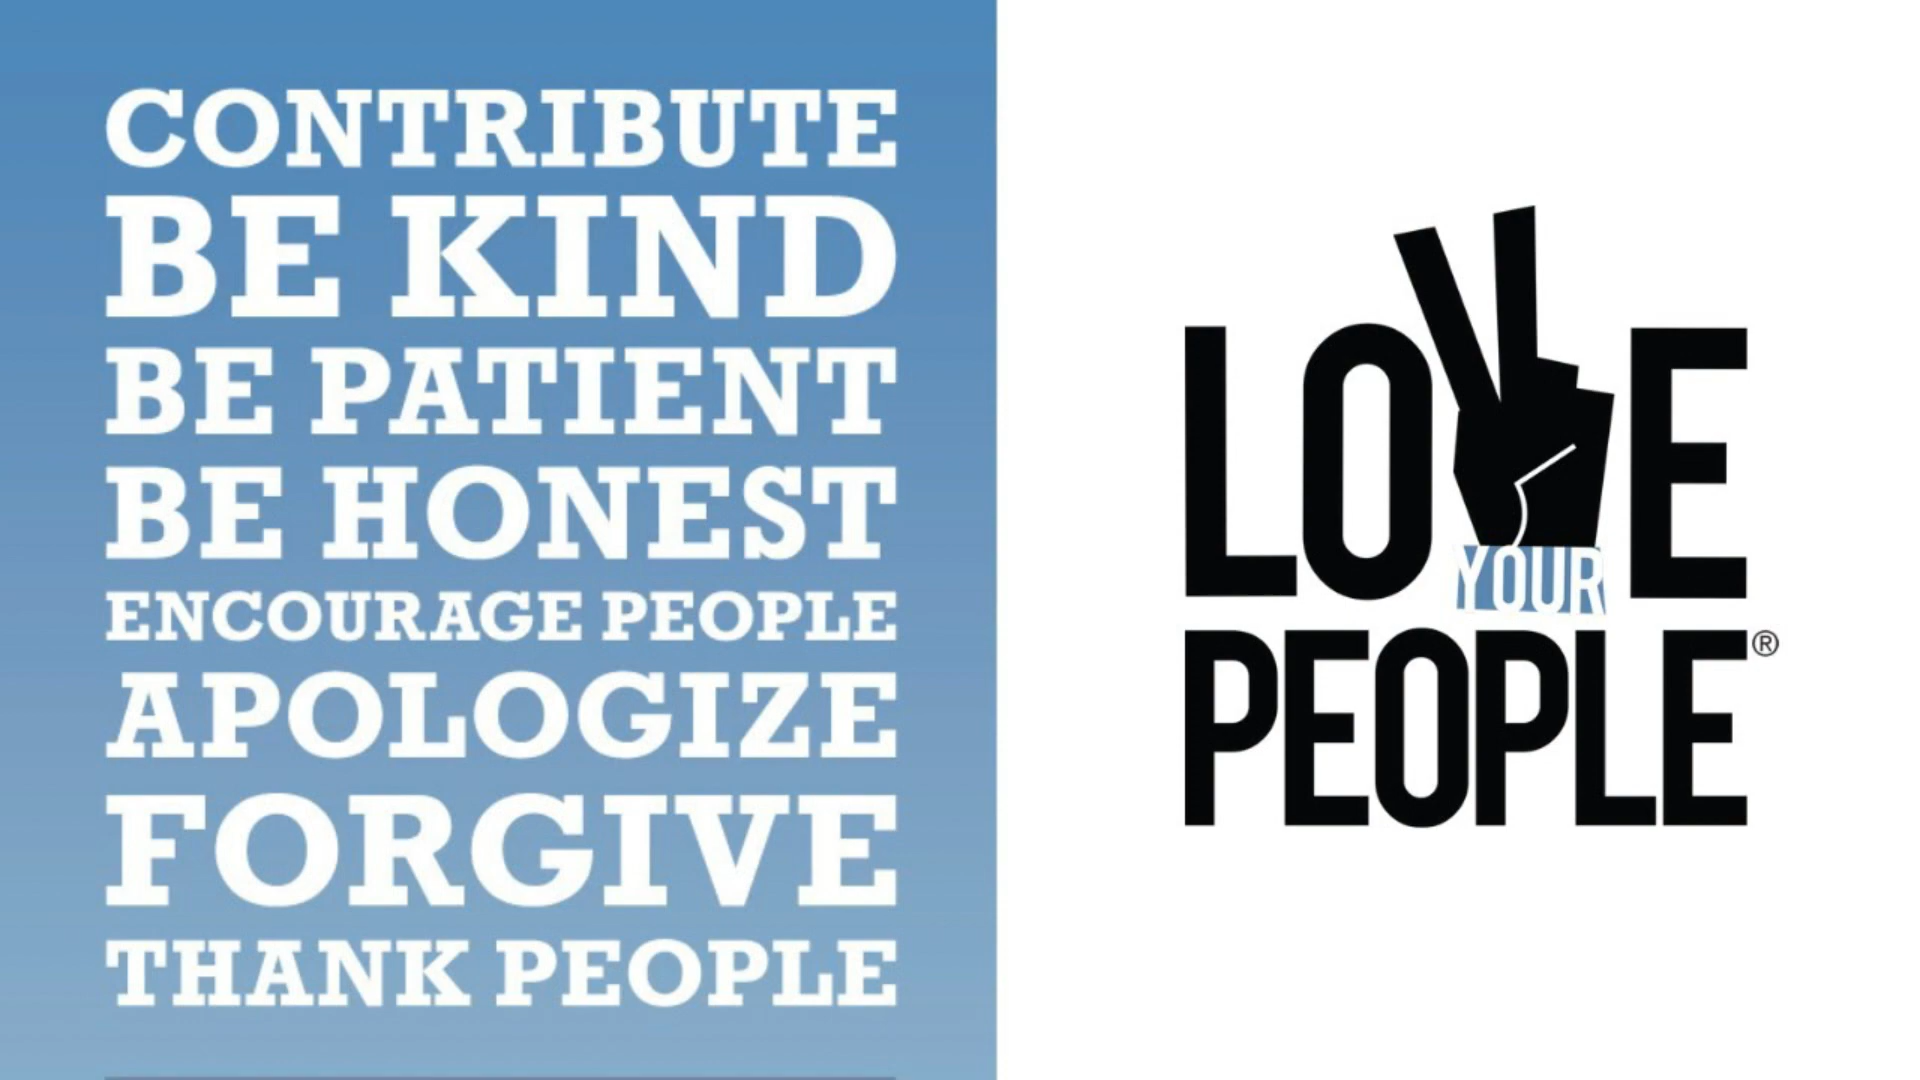 CONTRIBUTE
BE KIND
BE PATIENT
BE HONEST
ENCOURAGE PEOPLE
APOLOGIZE
FORGIVE
THANK PEOPLE
LOVE
YOUR
PEOPLE®